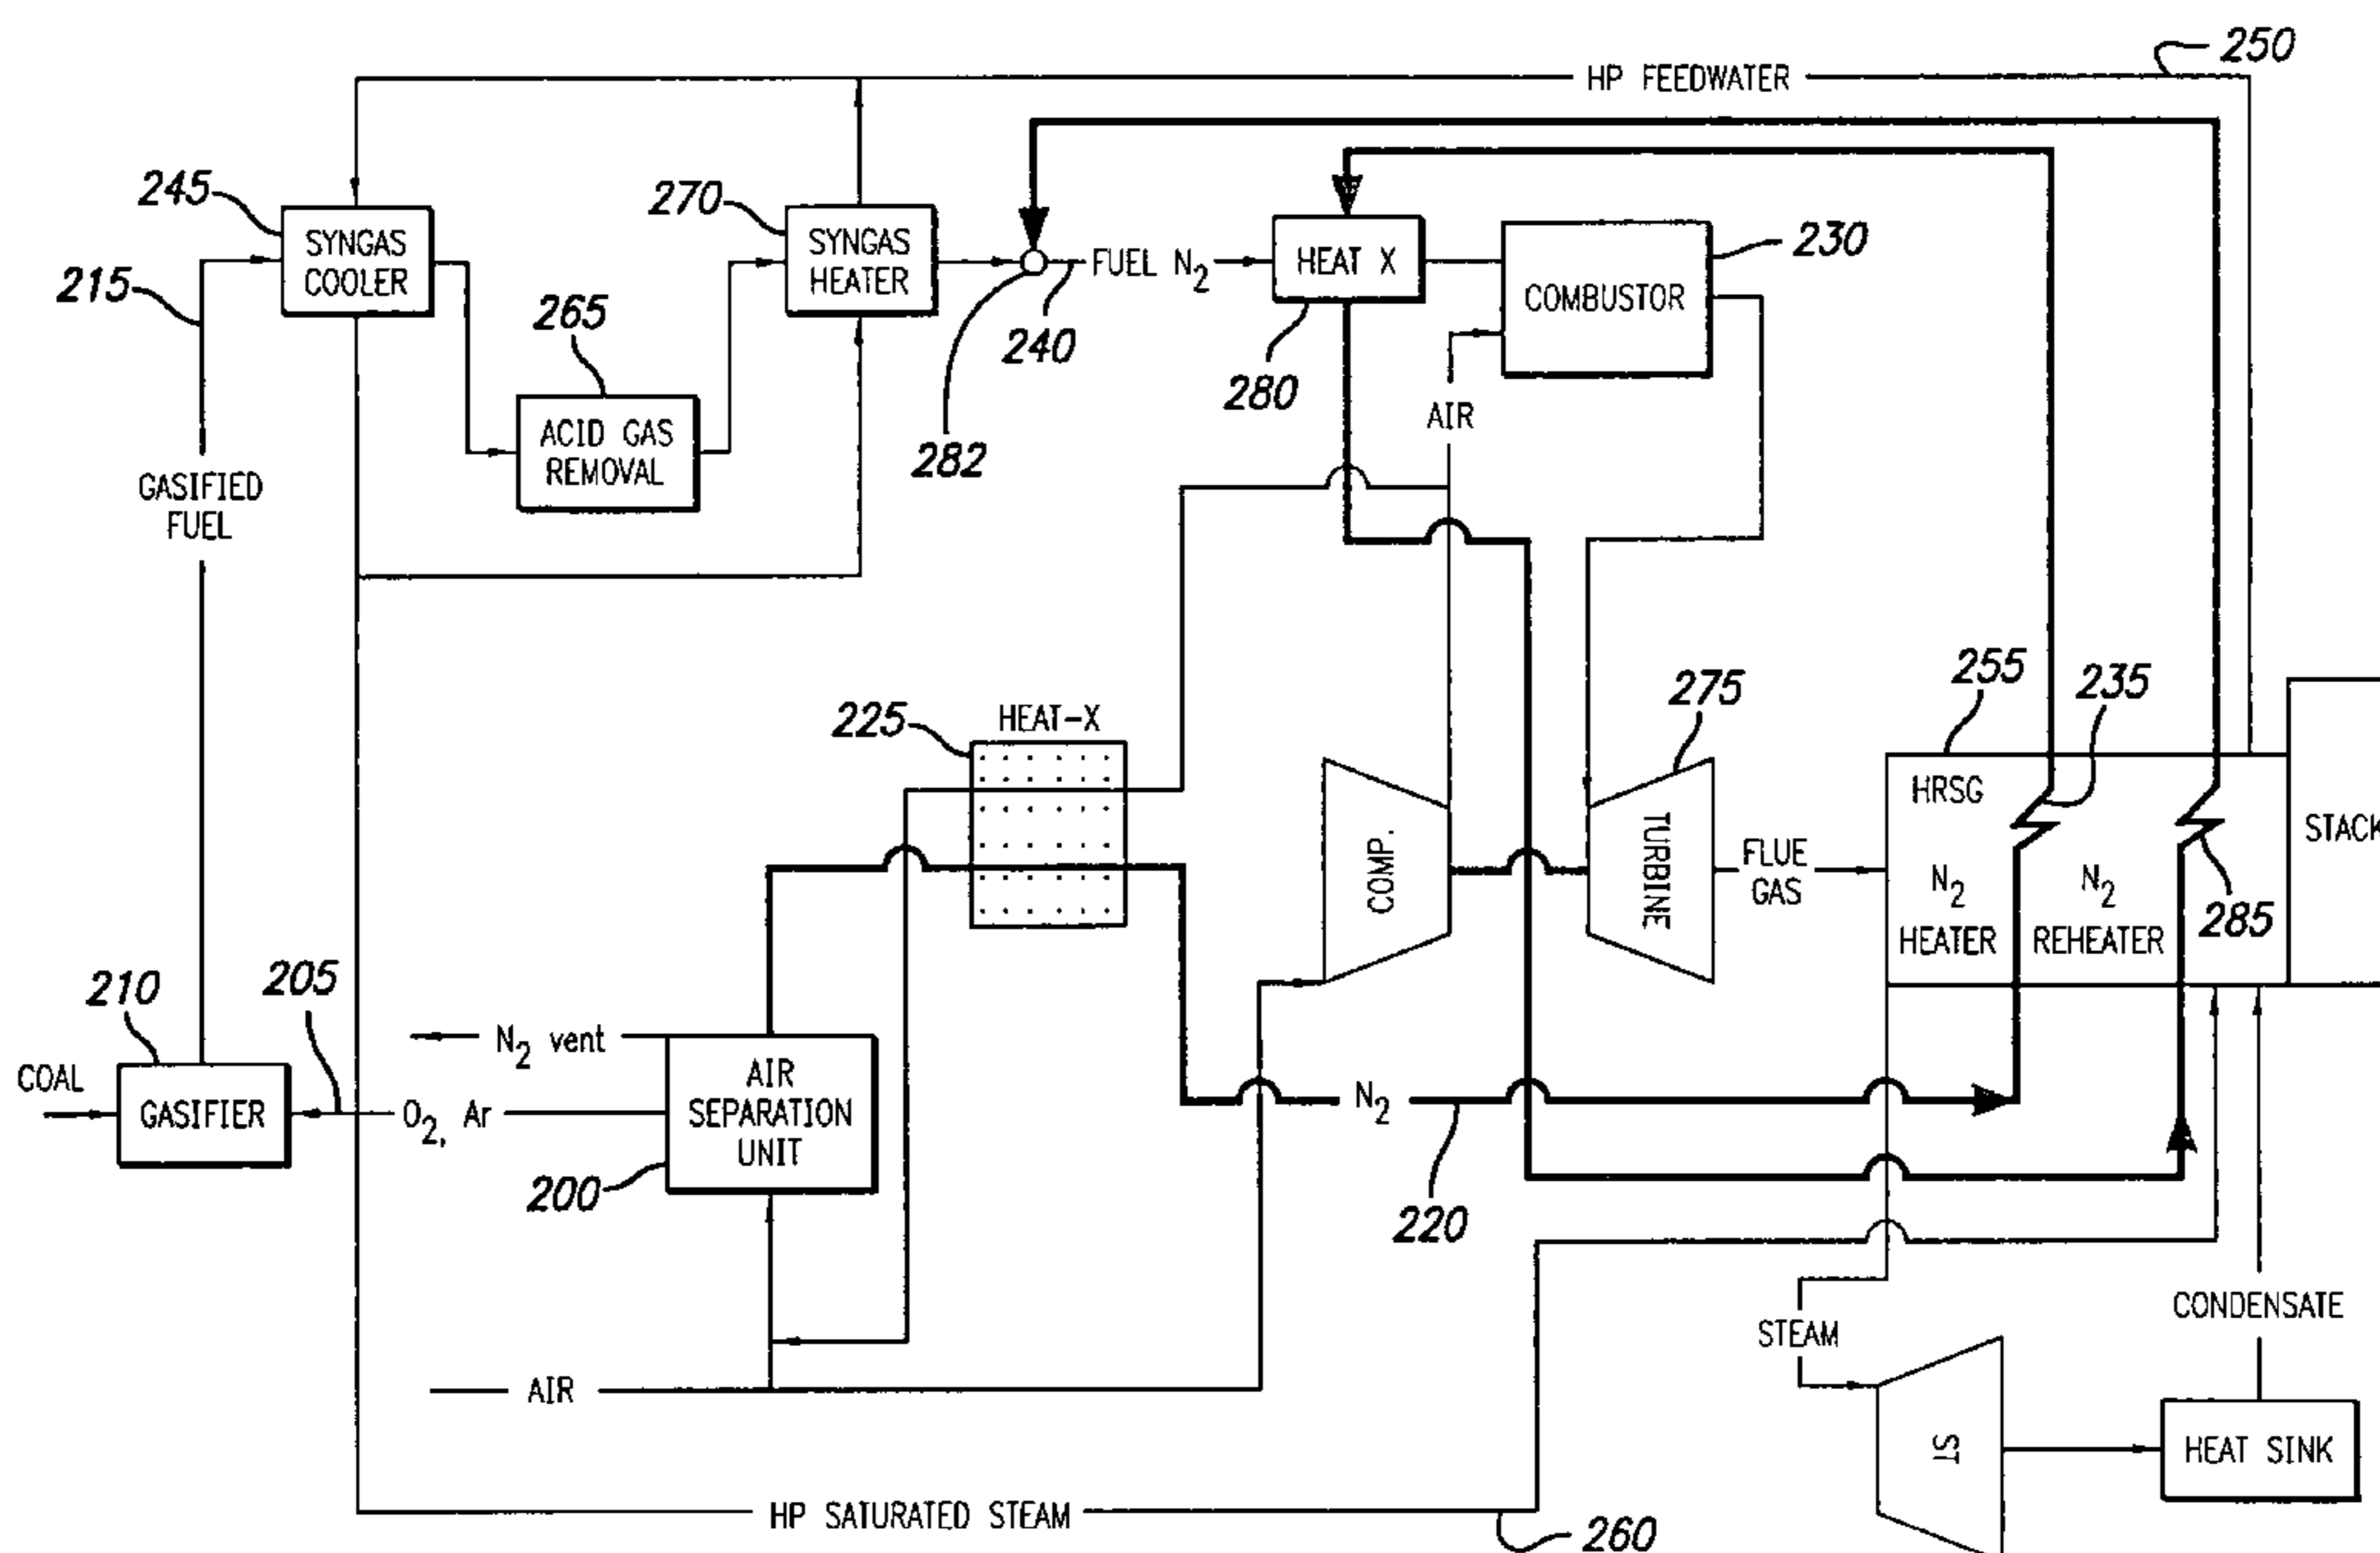 250
HP FEEDWATER
245
SYNGAS
COOLER
270
SYNGAS
HEATER
FUEL N2
HEAT X
230
COMBUSTOR
215
265
240
280
ACID GAS
REMOVAL
282
AIR
GASIFIED
FUEL
255
235
275
225
HEAT-X
HRSG
STACK
COMP.
TURBINE
FLUE
GAS
N2
HEATER
N2
REHEATER
285
210
205
N2 vent
COAL
GASIFIER
O2, Ar
AIR
SEPARATION
UNIT
N2
200
220
CONDENSATE
STEAM
AIR
ST
HEAT SINK
HP SATURATED STEAM
260